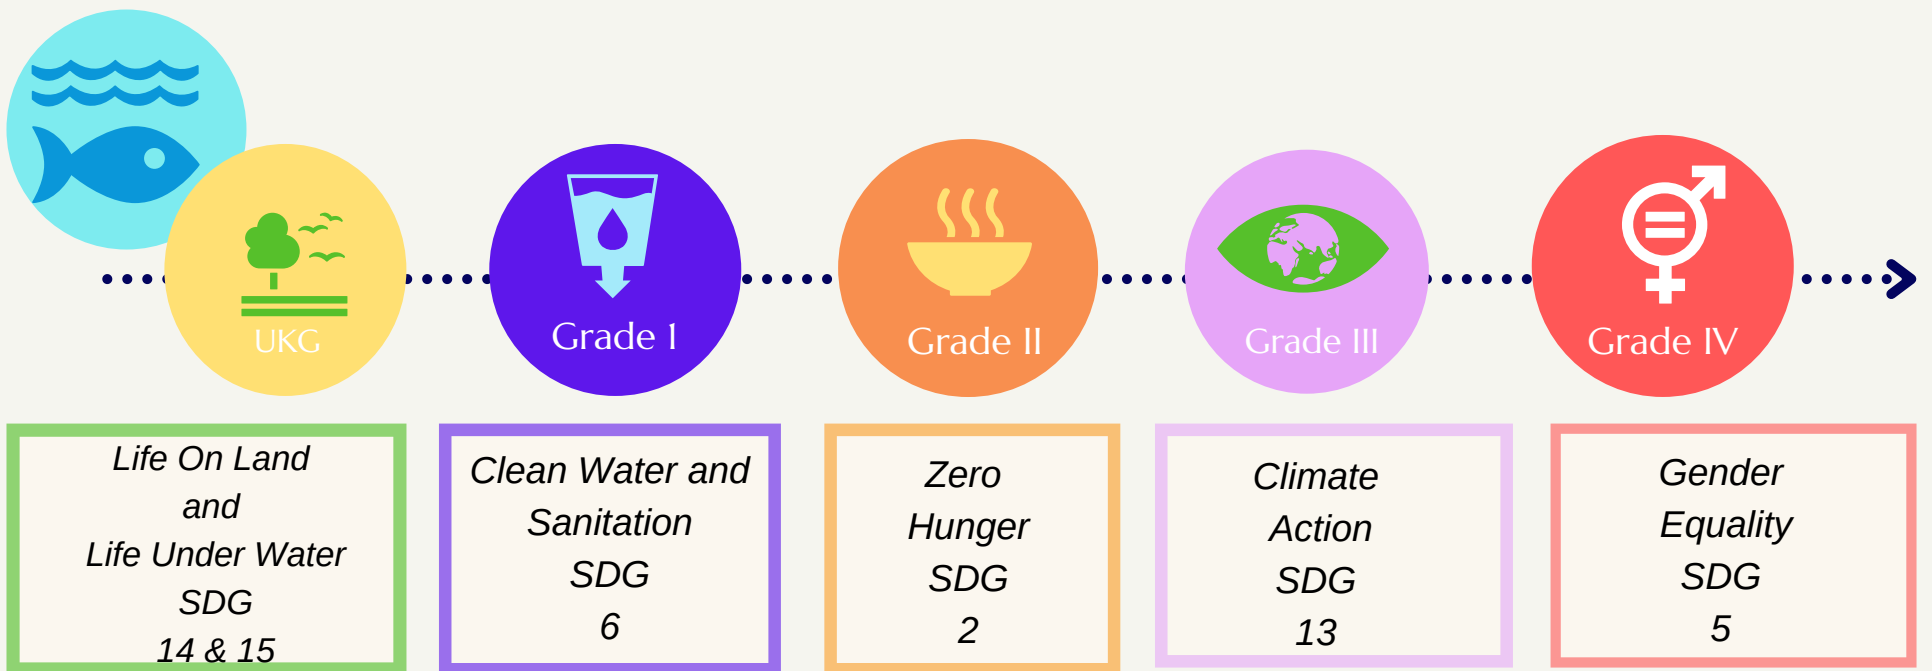 UKG
Grade 1
Grade II
Grade III
Grade IV
Life On Land
and
Life Under Water
SDG
14 & 15
Clean Water and
Sanitation
SDG
6
Zero
Hunger
SDG
2
Climate
Action
SDG
13
Gender
Equality
SDG
5